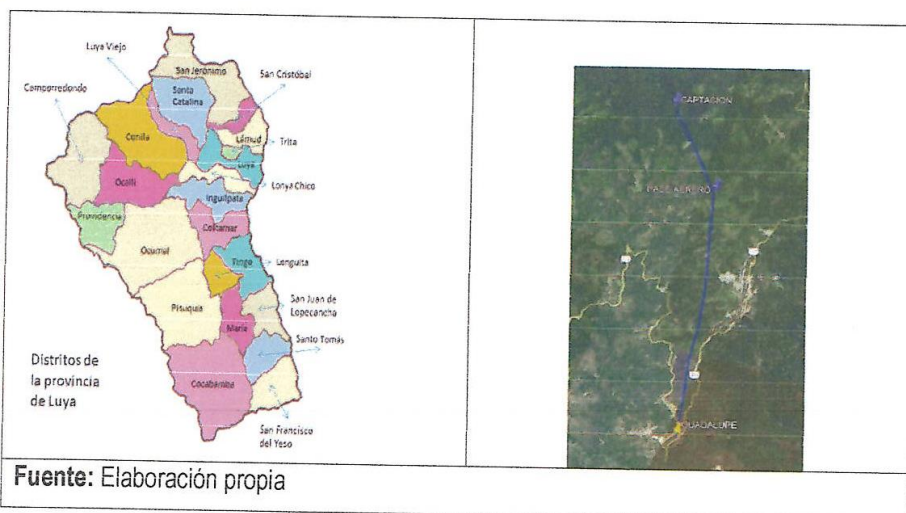 Luya Viejo
San Jerónimo
San Cristóbal
Santa
Catalina
Camporredondo
Conila
Lámud
Trita
Luya
Lonya Chico
Ocalli
Inguilpata
Providencia
Colcamar
Ocumal
Tingo
Longuita
San Juan de
Lopecancha
Pisuquia
María
Santo Tomás
Distritos de
la provincia
de Luya
Cocabamba
San Francisco
del Yeso
CAPTACION
PASE AERERO
GUADALUPE
Fuente: Elaboración propia